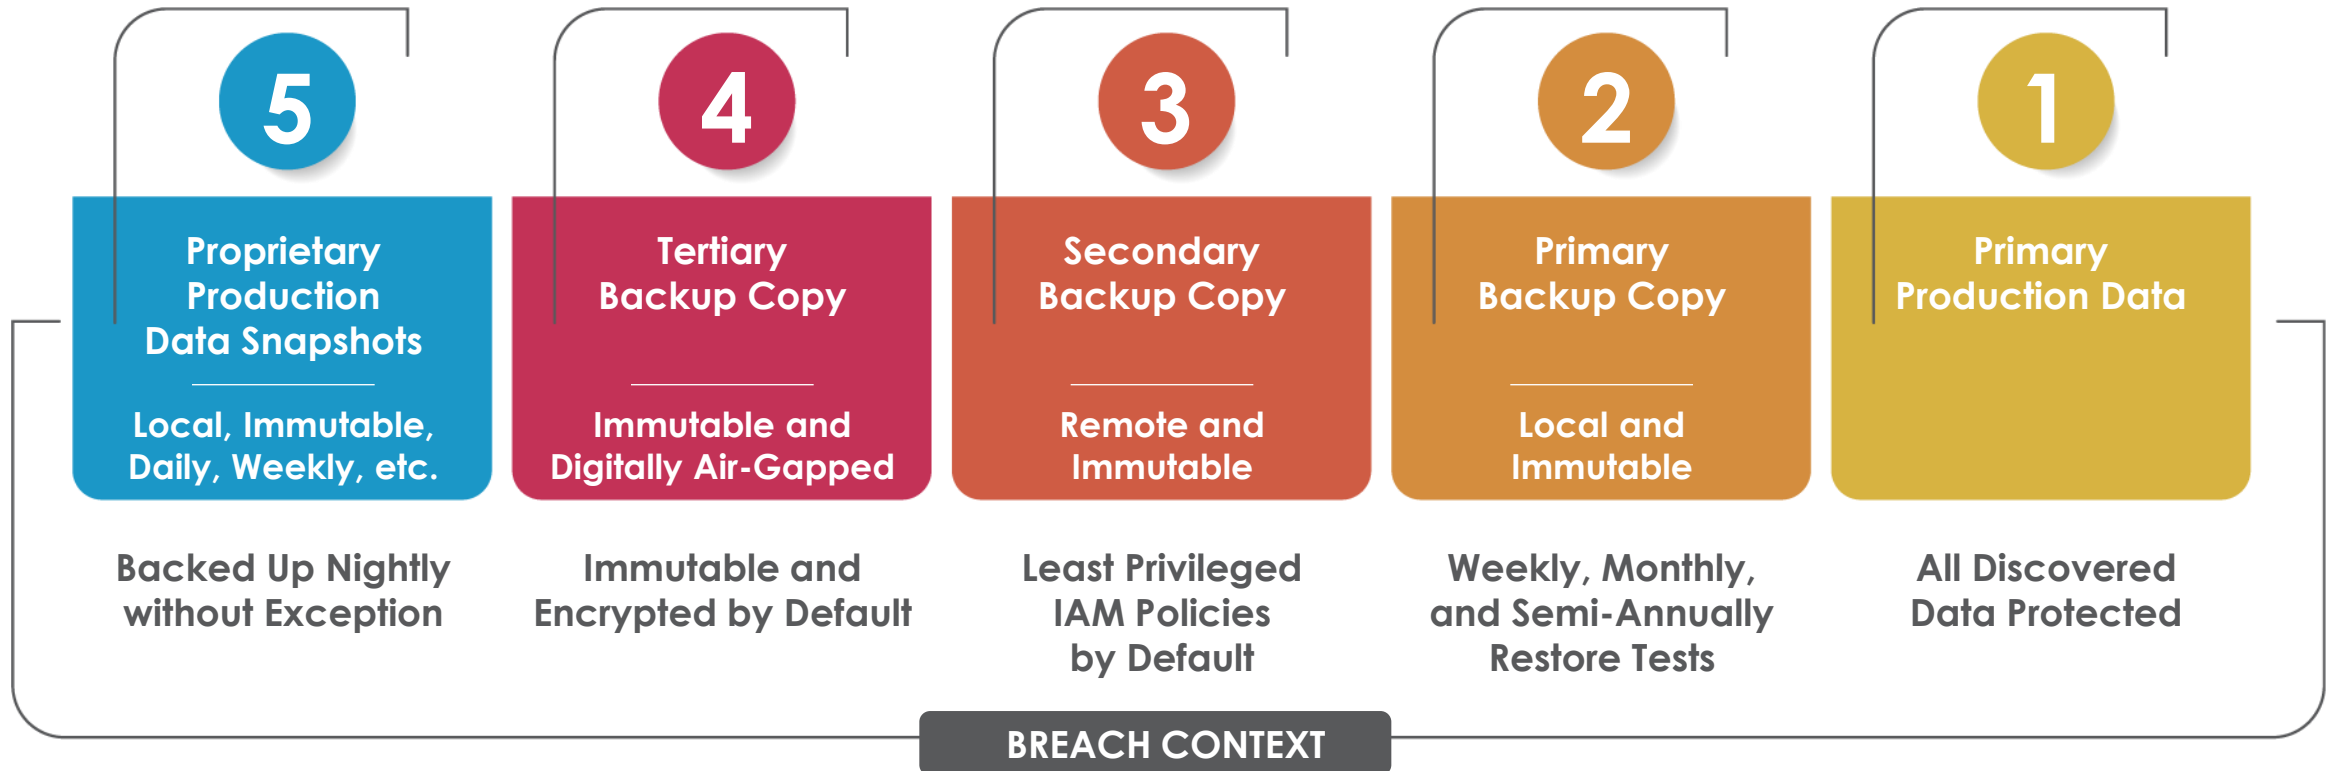 5
Proprietary
Production
Data Snapshots
Local, Immutable,
Daily, Weekly, etc.
Backed Up Nightly
without Exception
4
Tertiary
Backup Copy
Immutable and
Digitally Air-Gapped
Immutable and
Encrypted by Default
3
Secondary
Backup Copy
Remote and
Immutable
Least Privileged
IAM Policies
by Default
2
Primary
Backup Copy
Local and
Immutable
Weekly, Monthly,
and Semi-Annually
Restore Tests
1
Primary
Production Data
All Discovered
Data Protected
BREACH CONTEXT